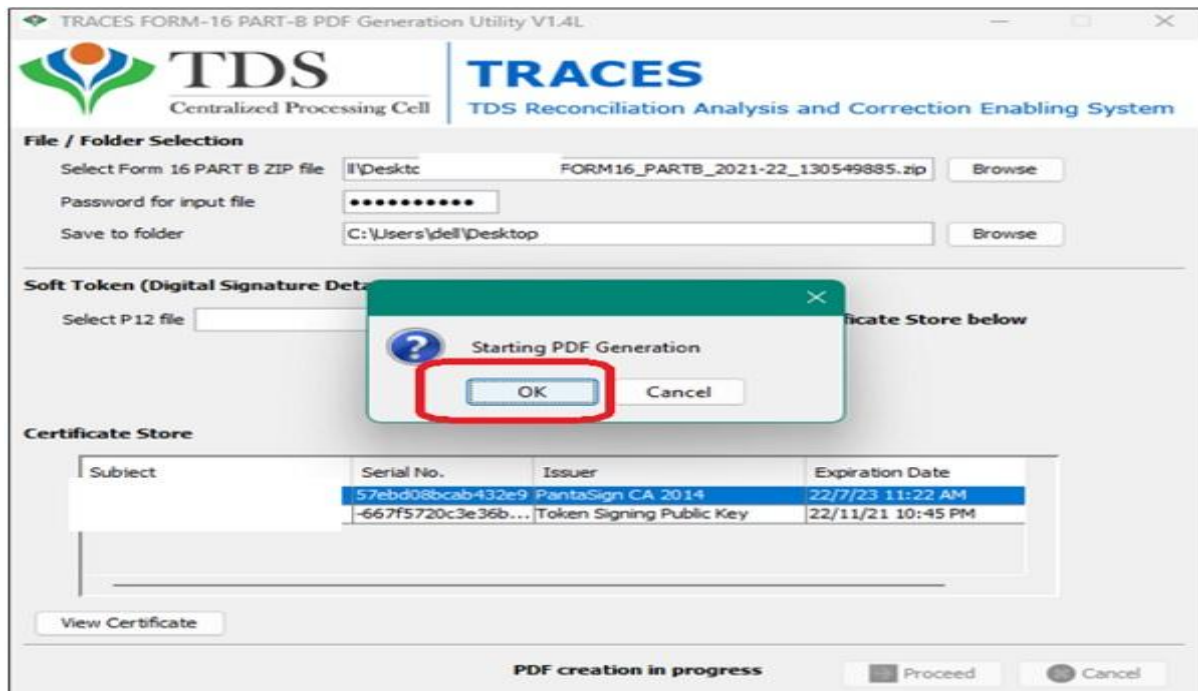 TRACES FORM-16 PART-B PDF Generation Utility V1.4L
TDS
Centralized Processing Cell
TRACES
TDS Reconciliation Analysis and Correction Enabling System
File / Folder Selection
Select Form 16 PART B ZIP file ll\Desktc FORM16_PARTB_2021-22_130549885.zip Browse
Password for input file ••••••••••
Save to folder C:\Users\dell\Desktop Browse
Soft Token (Digital Signature Deta
Select P12 file ificate Store below
Starting PDF Generation
OK Cancel
Certificate Store
Subject Serial No. Issuer Expiration Date
57ebd08bcab432e9 PantaSign CA 2014 22/7/23 11:22 AM
-667f5720c3e36b... Token Signing Public Key 22/11/21 10:45 PM
View Certificate
PDF creation in progress Proceed Cancel